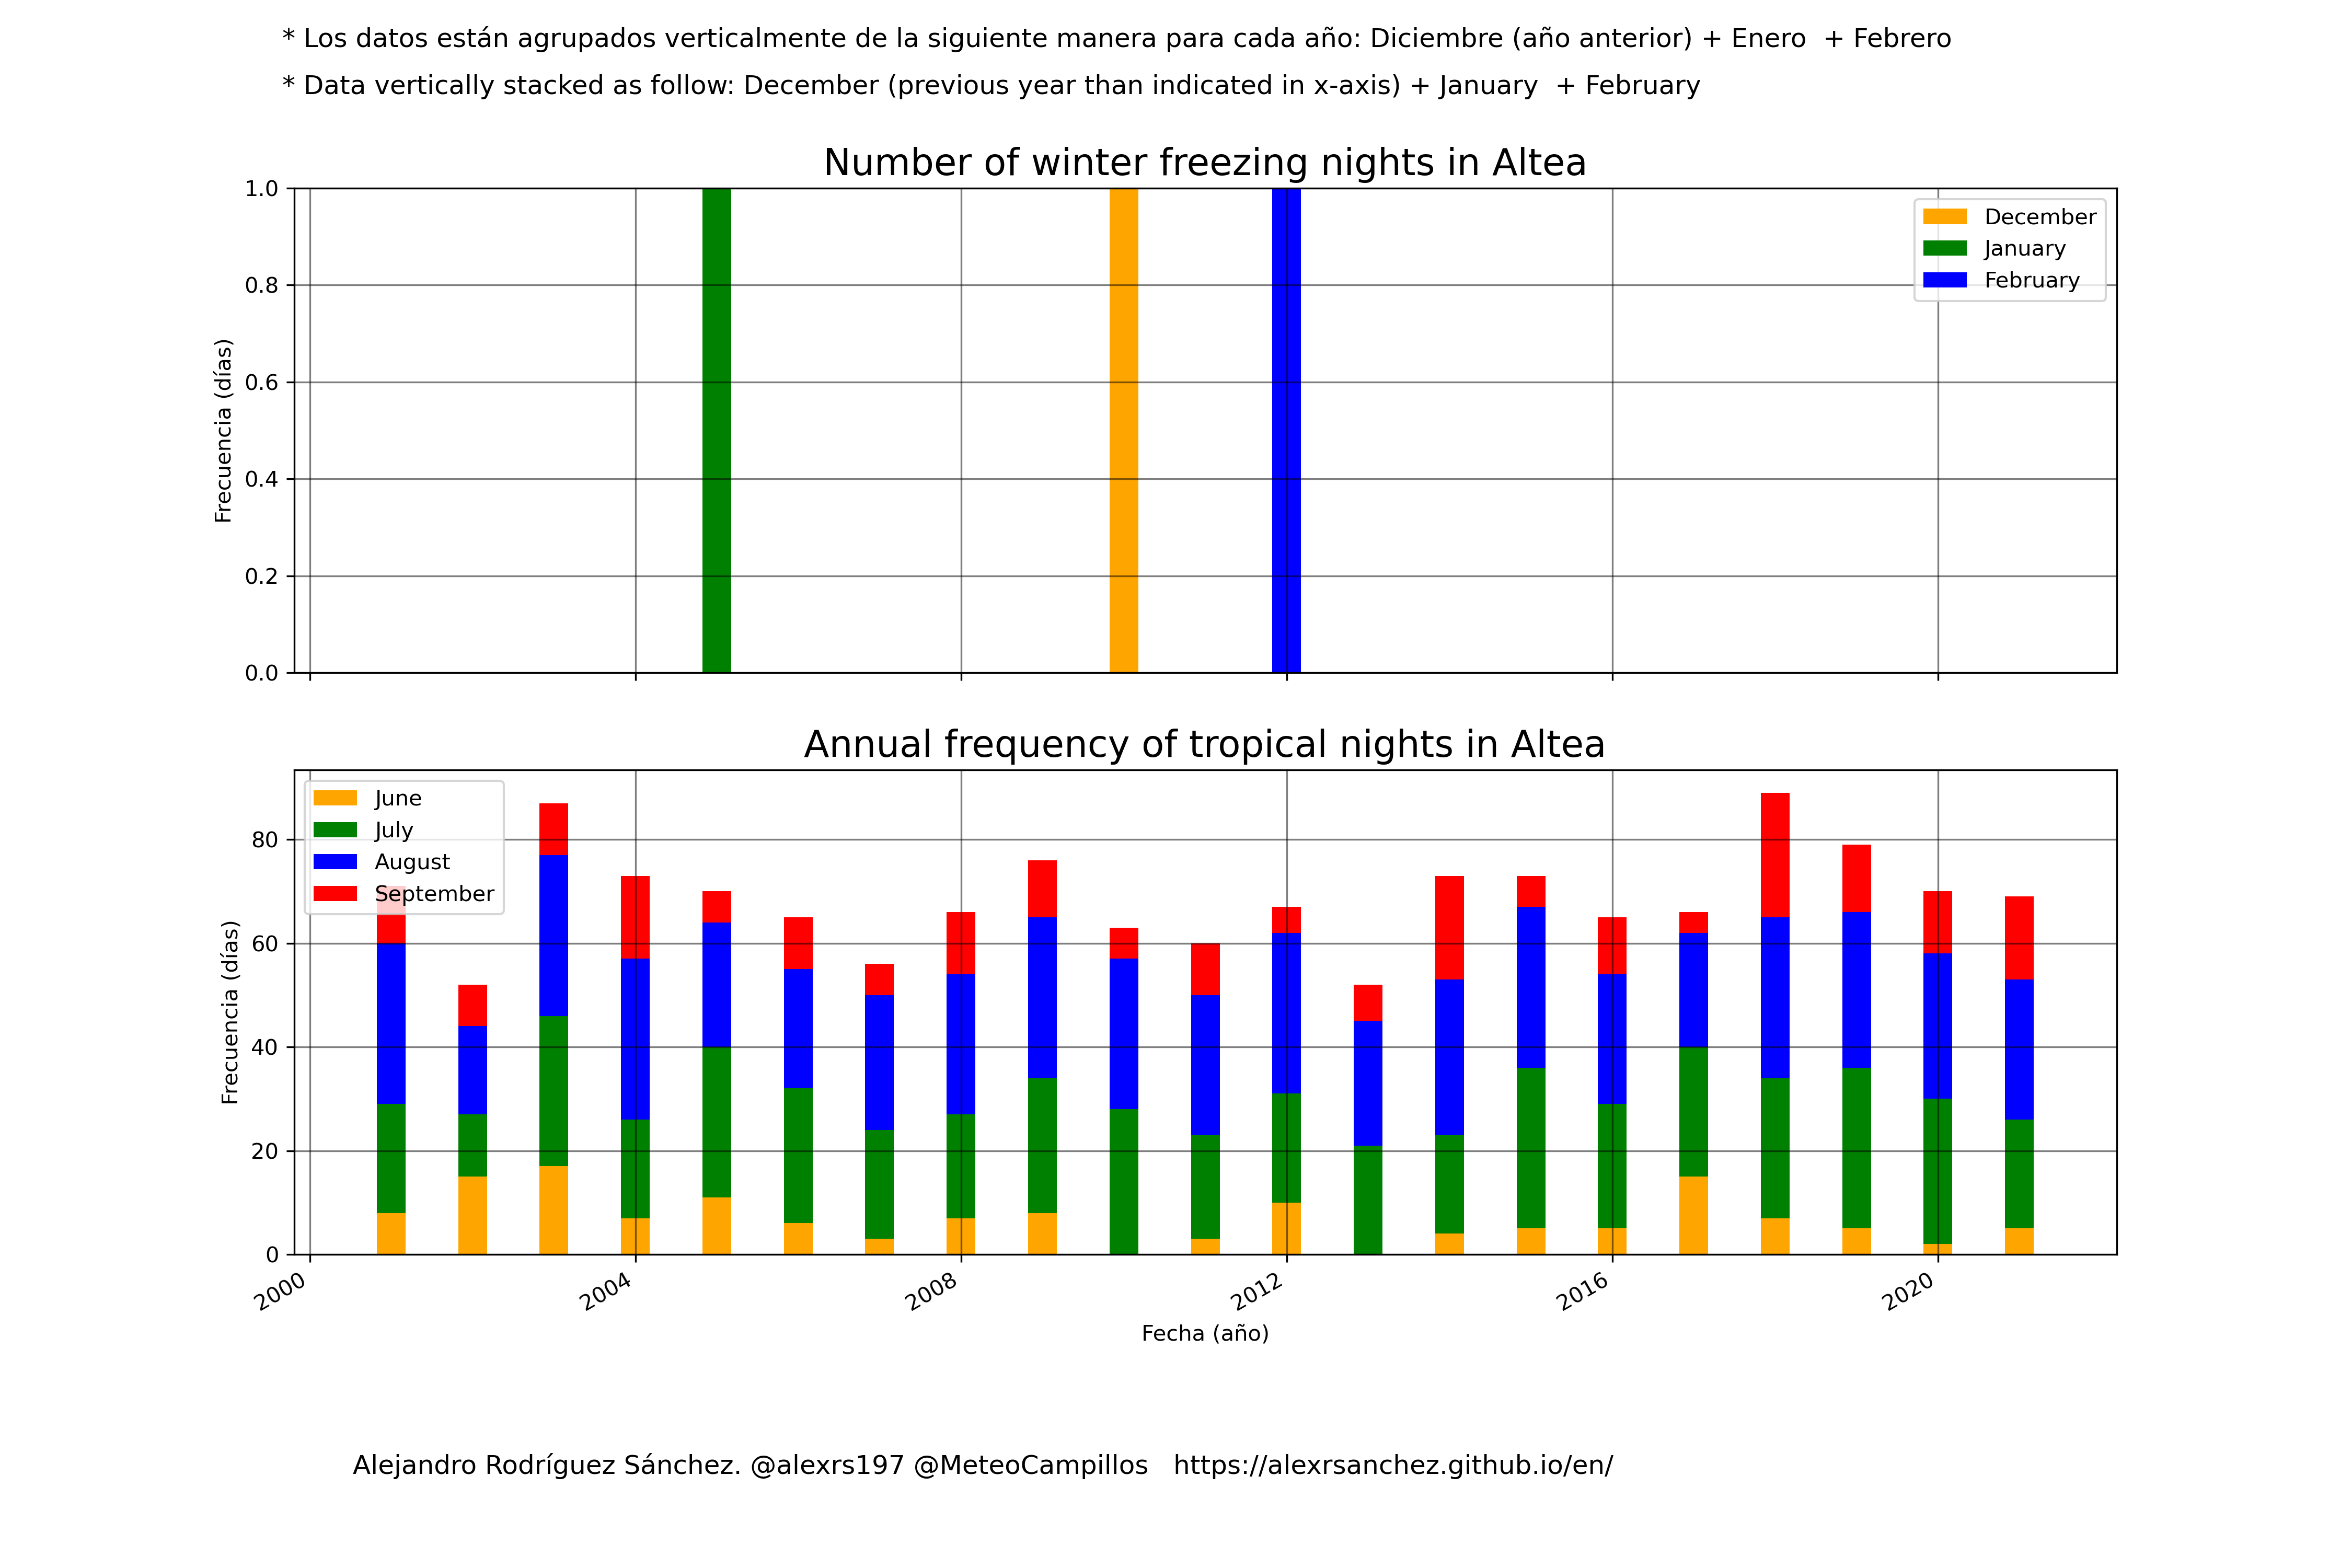 * Los datos están agrupados verticalmente de la siguiente manera para cada año: Diciembre (año anterior) + Enero  + Febrero
* Data vertically stacked as follow: December (previous year than indicated in x-axis) + January  + February
Number of winter freezing nights in Altea
1.0
0.8
0.6
0.4
0.2
0.0
Frecuencia (días)
December
January
February
Annual frequency of tropical nights in Altea
80
60
40
20
0
Frecuencia (días)
June
July
August
September
2000
2004
2008
2012
2016
2020
Fecha (año)
Alejandro Rodríguez Sánchez. @alexrs197 @MeteoCampillos   https://alexrsanchez.github.io/en/